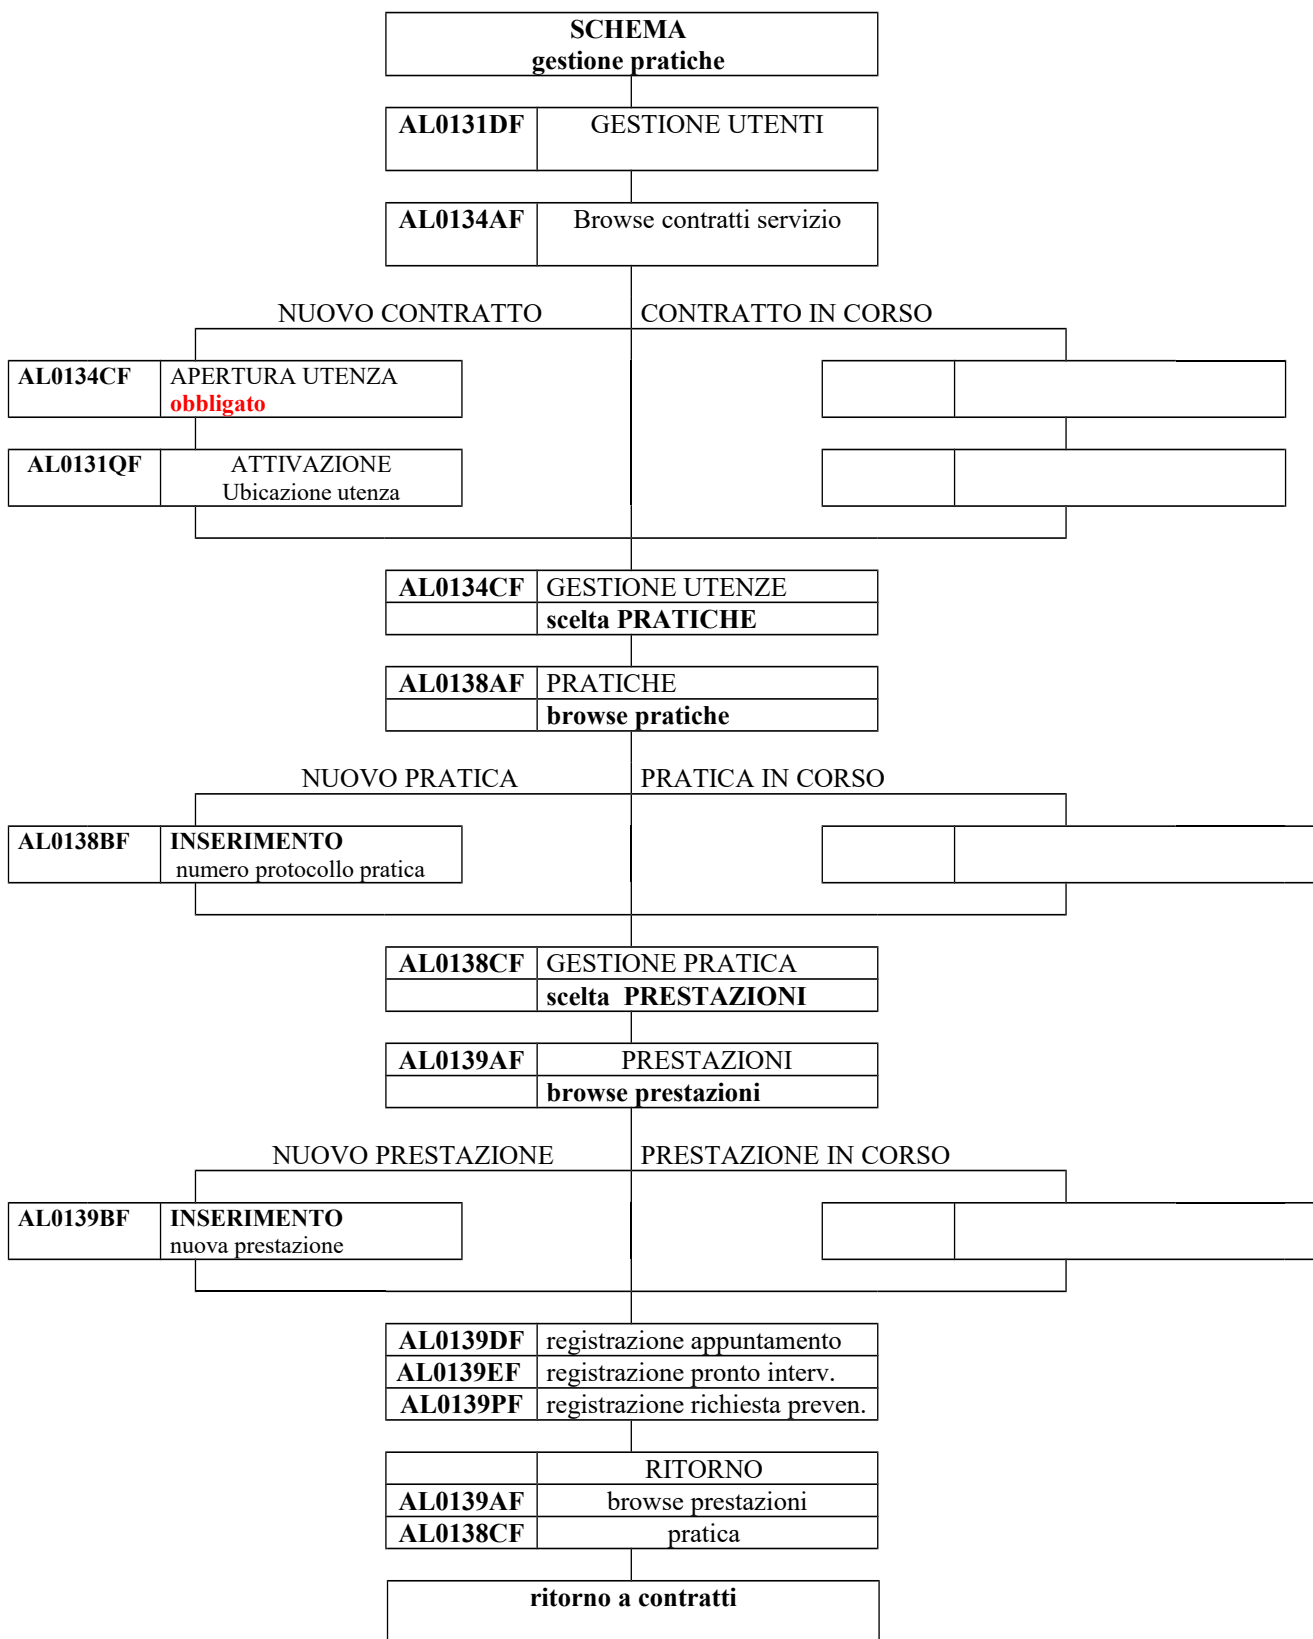 SCHEMA
gestione pratiche
AL0131DF GESTIONE UTENTI
AL0134AF Browse contratti servizio
NUOVO CONTRATTO CONTRATTO IN CORSO
AL0134CF APERTURA UTENZA
obbligato
AL0131QF ATTIVAZIONE
Ubicazione utenza
AL0134CF GESTIONE UTENZE
scelta PRATICHE
AL0138AF PRATICHE
browse pratiche
NUOVO PRATICA PRATICA IN CORSO
AL0138BF INSERIMENTO
numero protocollo pratica
AL0138CF GESTIONE PRATICA
scelta PRESTAZIONI
AL0139AF PRESTAZIONI
browse prestazioni
NUOVO PRESTAZIONE PRESTAZIONE IN CORSO
AL0139BF INSERIMENTO
nuova prestazione
AL0139DF registrazione appuntamento
AL0139EF registrazione pronto interv.
AL0139PF registrazione richiesta preven.
RITORNO
AL0139AF browse prestazioni
AL0138CF pratica
ritorno a contratti